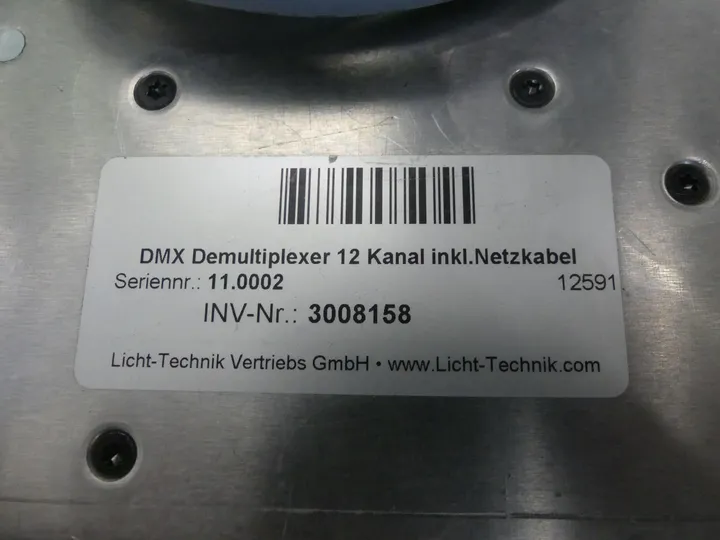 DMX Demultiplexer 12 Kanal inkl.Netzkabel
Seriennr.: 11.0002 12591
INV-Nr.: 3008158
Licht-Technik Vertriebs GmbH • www.Licht-Technik.com